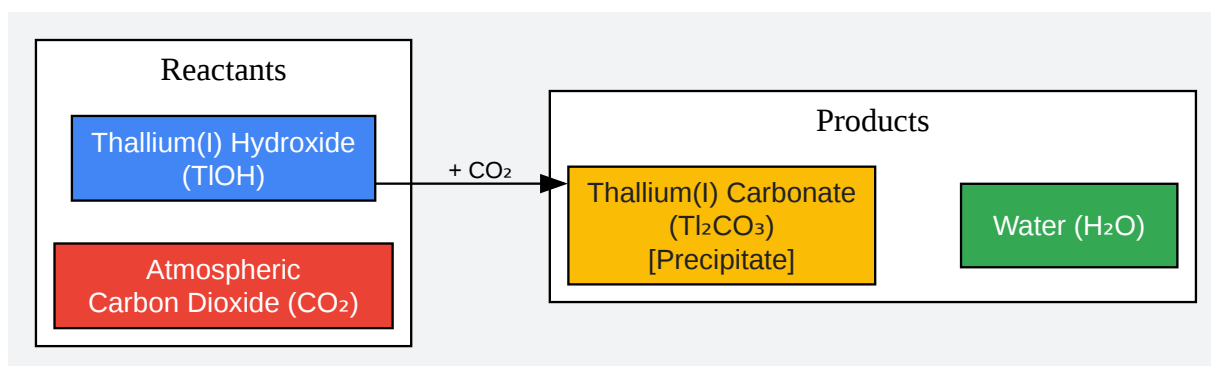 Reactants
Thallium(I) Hydroxide
(TlOH)
Atmospheric
Carbon Dioxide (CO₂)
+ CO₂
Products
Thallium(I) Carbonate
(Tl₂CO₃)
[Precipitate]
Water (H₂O)